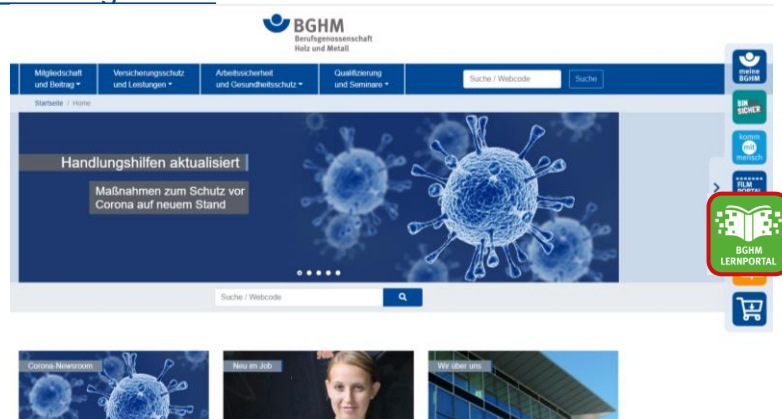 BGHM
Berufsgenossenschaft
Holz und Metall
Mitgliedschaft
und Beitrag
Versicherungsschutz
und Leistungen
Arbeitssicherheit
und Gesundheitsschutz
Qualifizierung
und Seminare
Suche / Webcode
Suche
Startseite / Home
meine
BGHM
BIN
SICHER
komm
mit
mensch
FILM
PORTAL
BGHM
LERNPORTAL
Handlungshilfen aktualisiert
Maßnahmen zum Schutz vor
Corona auf neuem Stand
Suche / Webcode
Corona-Newsroom
Neu im Job
Wir über uns